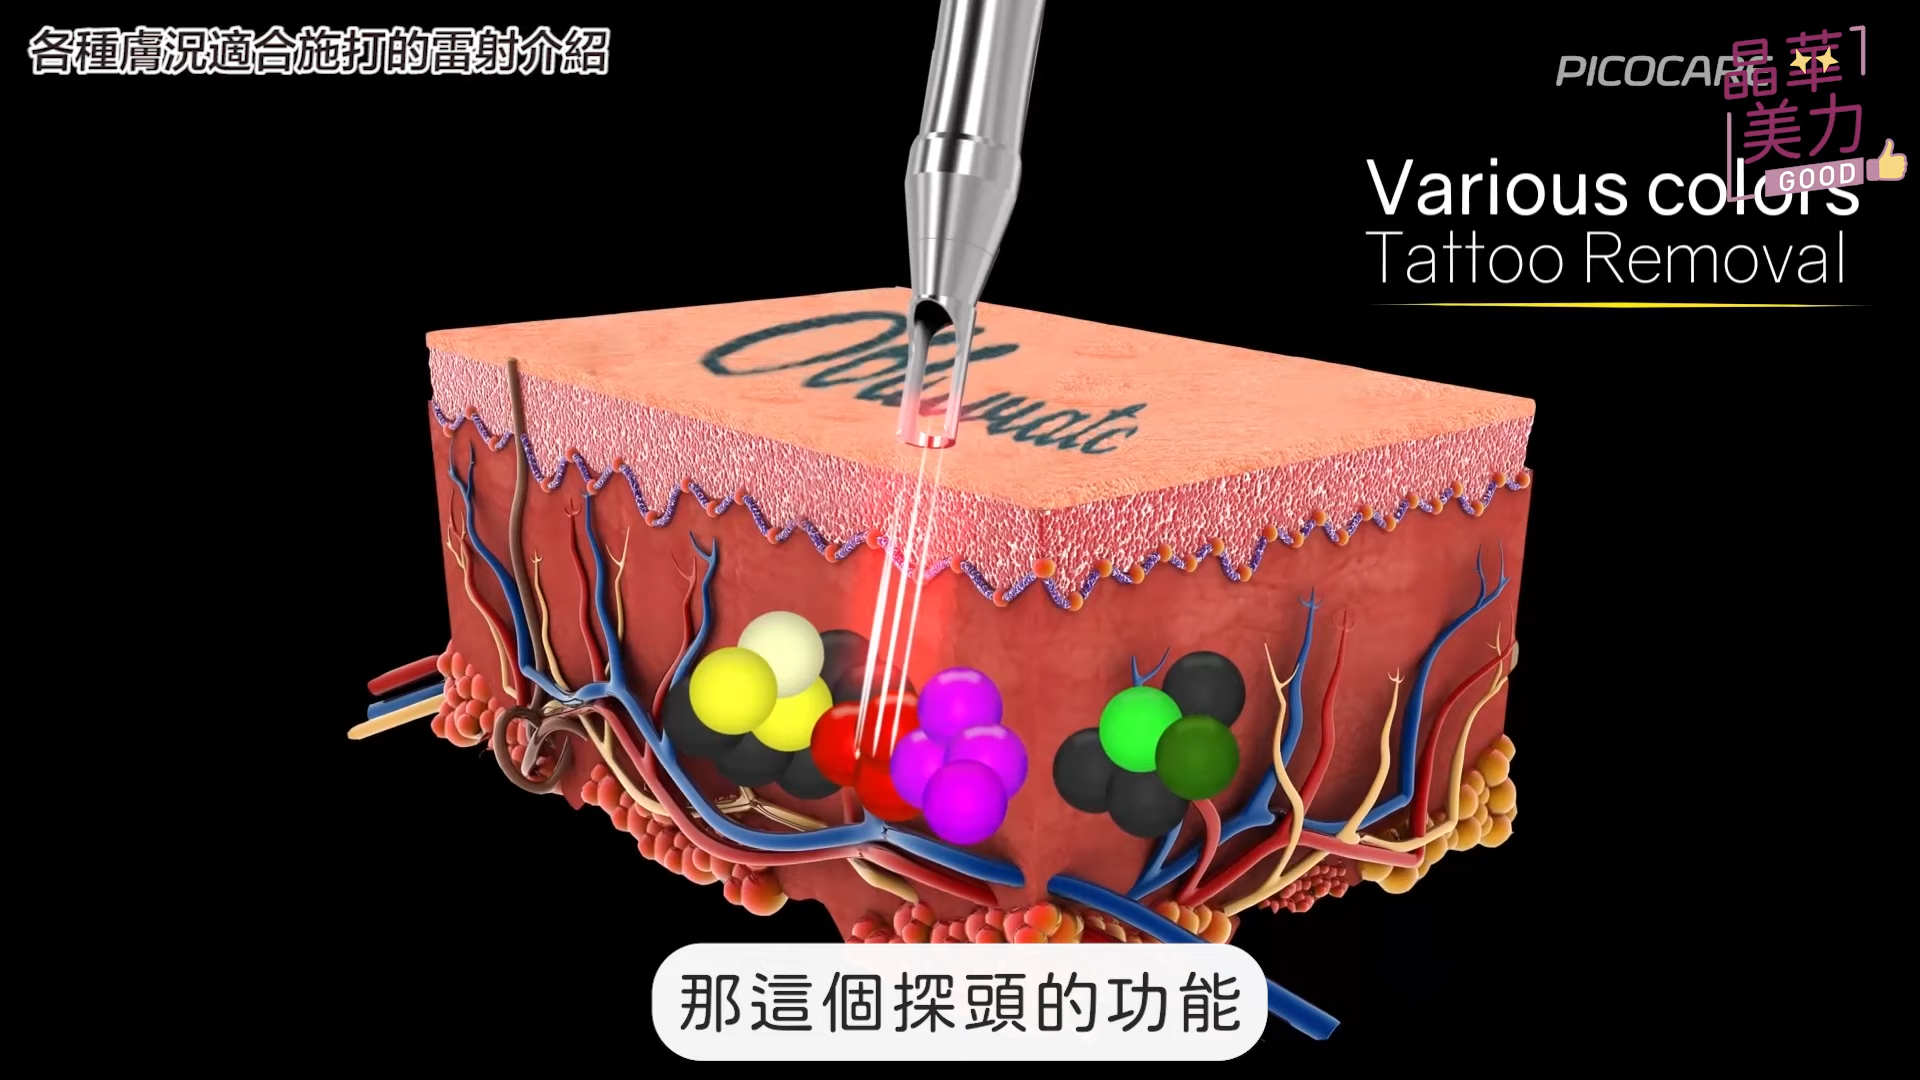 各種膚況適合施打的雷射介紹
PICOCARE
晶華
美力
GOOD
Various colors
Tattoo Removal
那這個探頭的功能